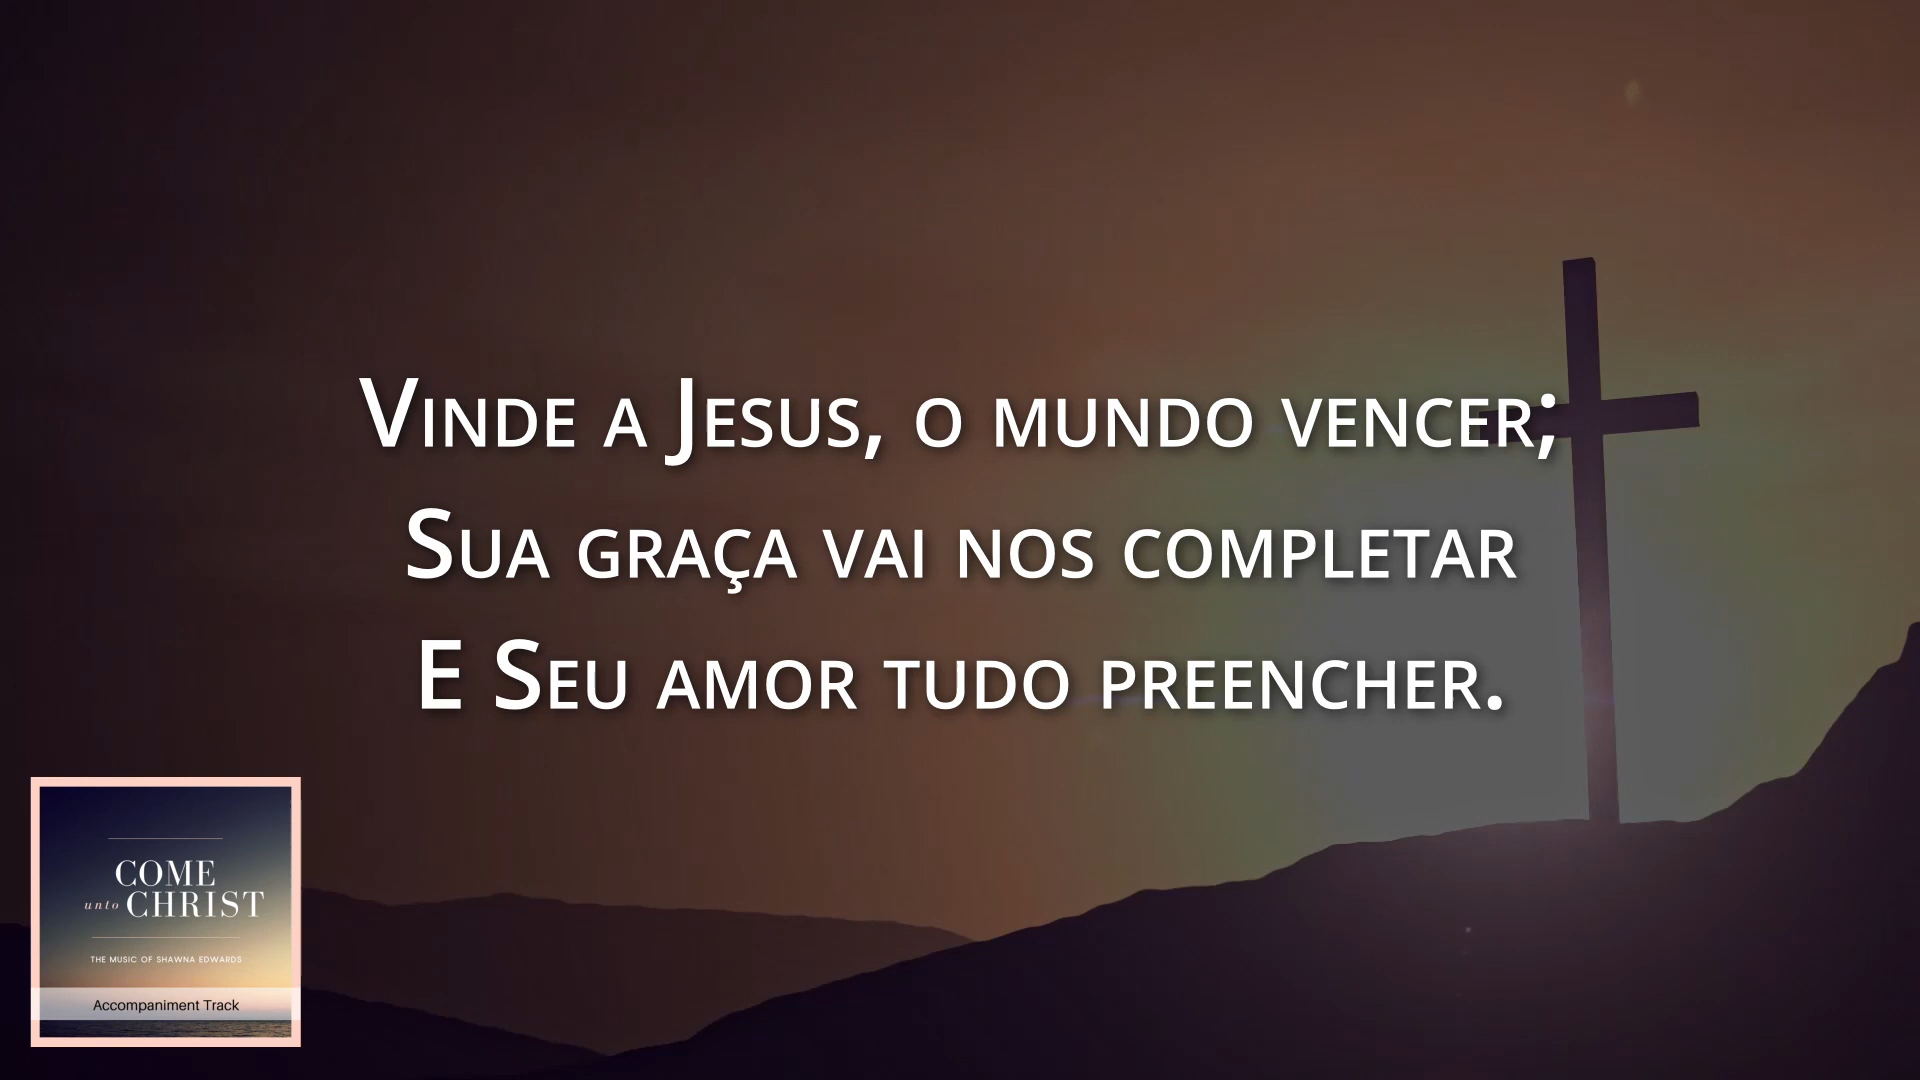 Vinde a Jesus, o mundo vencer;
Sua graça vai nos completar
E Seu amor tudo preencher.
COME
unto CHRIST
THE MUSIC OF SHAWNA EDWARDS
Accompaniment Track